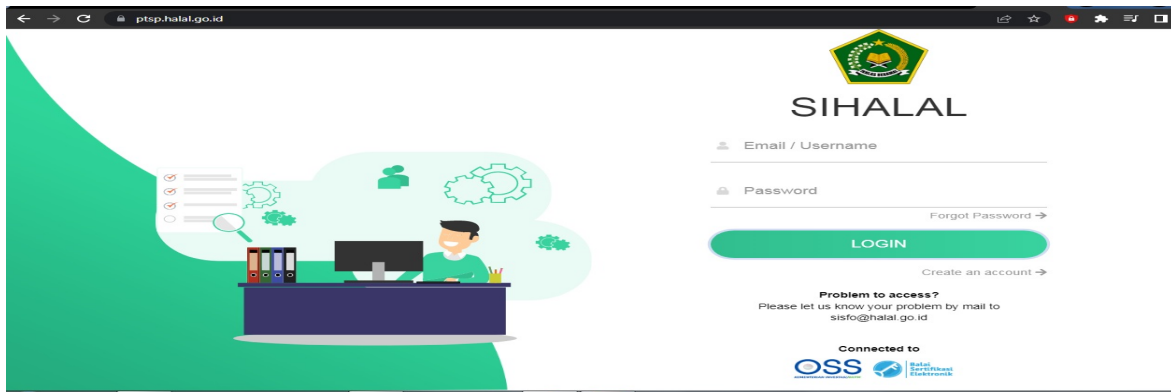 ptsp.halal.go.id
SIHALAL
Email / Username
Password
Forgot Password →
LOGIN
Create an account →
Problem to access?
Please let us know your problem by mail to
sisfo@halal.go.id
Connected to
OSS
Balai
Sertifikasi
Elektronik